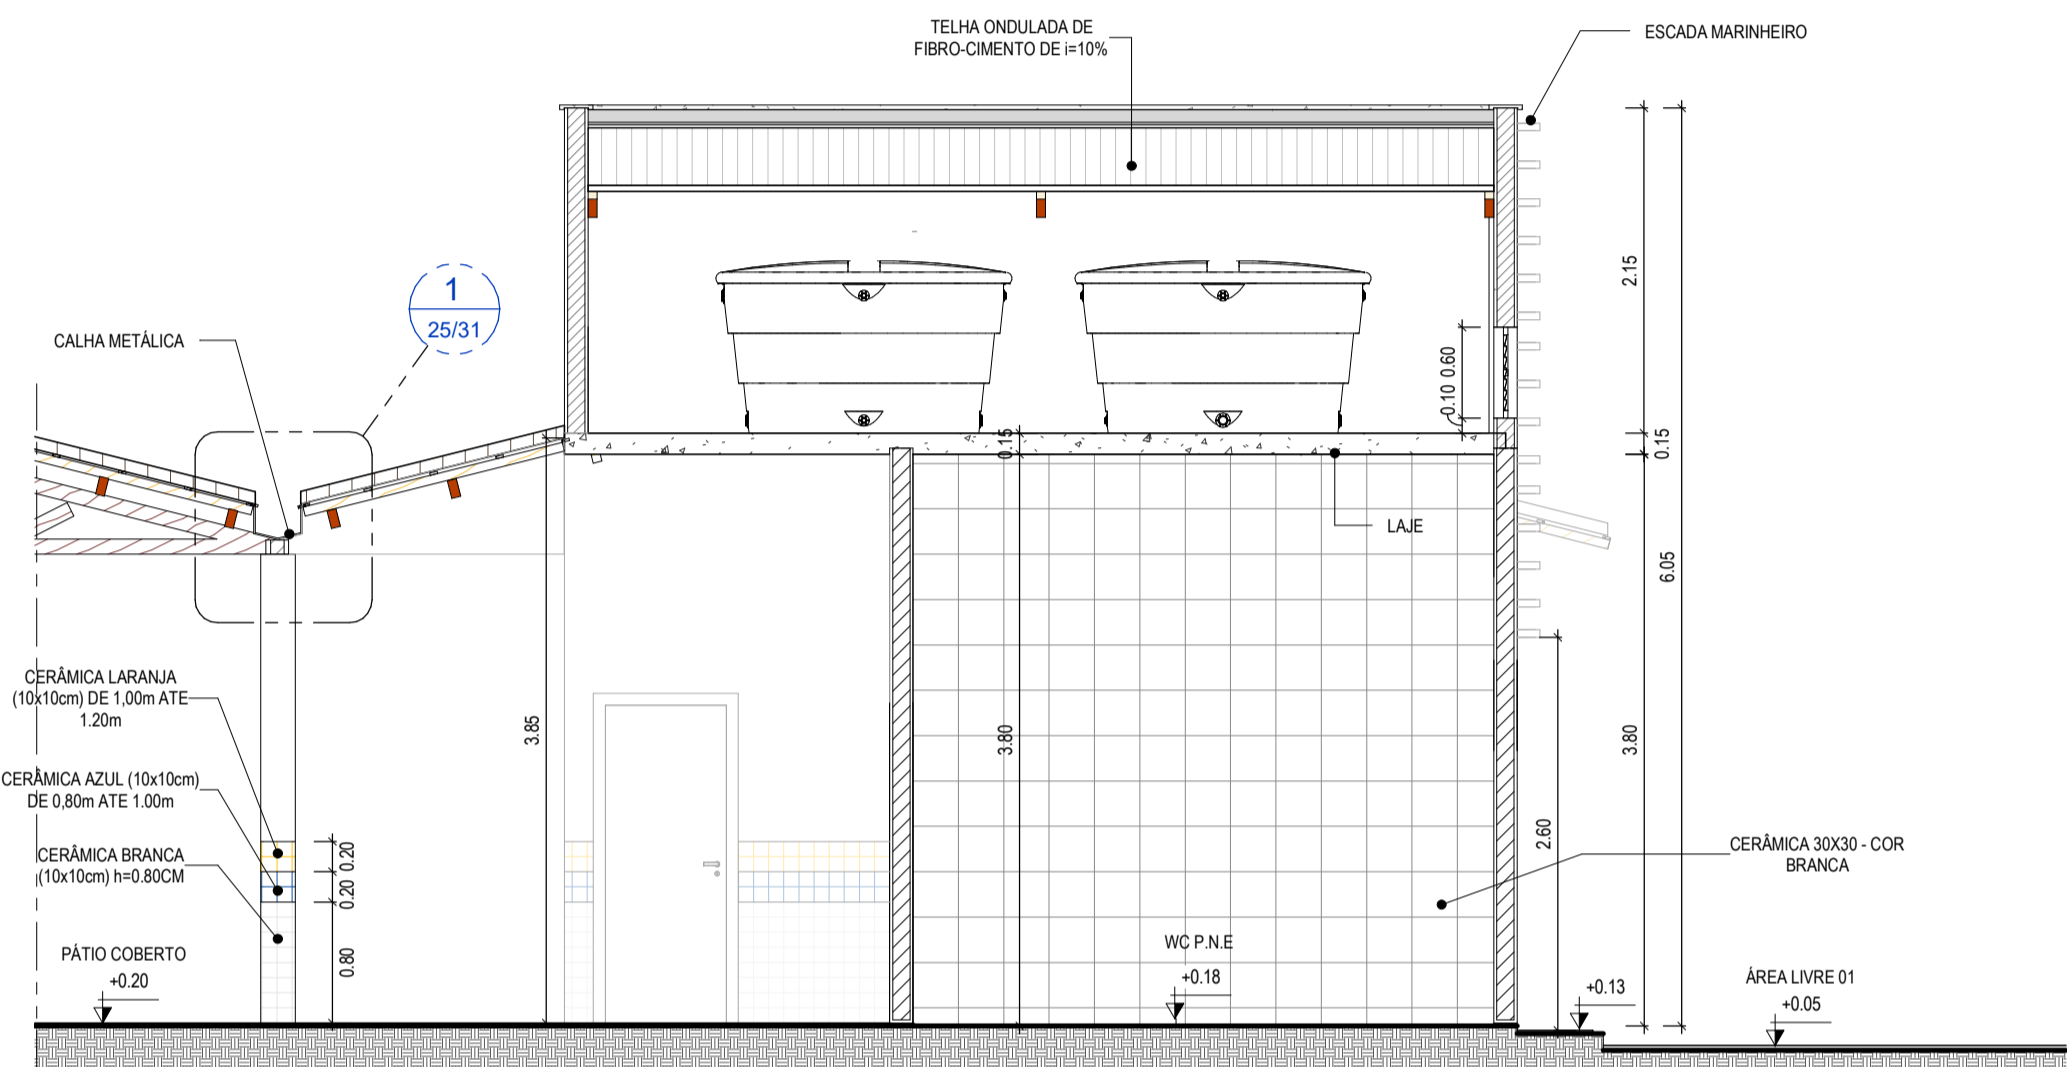 TELHA ONDULADA DE
FIBRO-CIMENTO DE i=10%
ESCADA MARINHEIRO
1
25/31
CALHA METÁLICA
2.15
0.10 0.60
0.15
0.15
LAJE
6.05
CERÂMICA LARANJA
(10x10cm) DE 1,00m ATE
1.20m
3.85
3.80
3.80
CERÂMICA AZUL (10x10cm)
DE 0,80m ATE 1.00m
2.60
CERÂMICA BRANCA
(10x10cm) h=0.80CM
0.20
0.20
0.80
CERÂMICA 30X30 - COR
BRANCA
PÁTIO COBERTO
+0.20
WC P.N.E
+0.18
+0.13
ÁREA LIVRE 01
+0.05